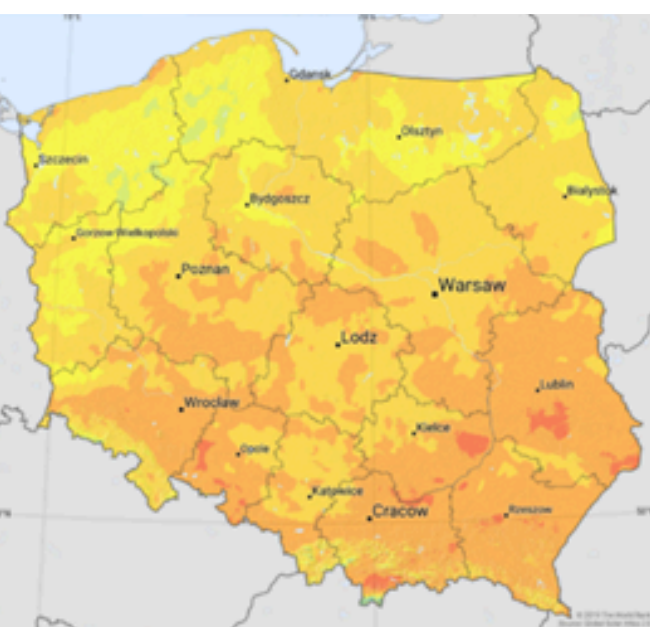 Gdansk
Olsztyn
Szczecin
Bialystok
Bydgoszcz
Gorzow Wielkopolski
Poznan
Warsaw
Lodz
Lublin
Wroclaw
Kielce
Opole
Katowice
Cracow
Rzeszow